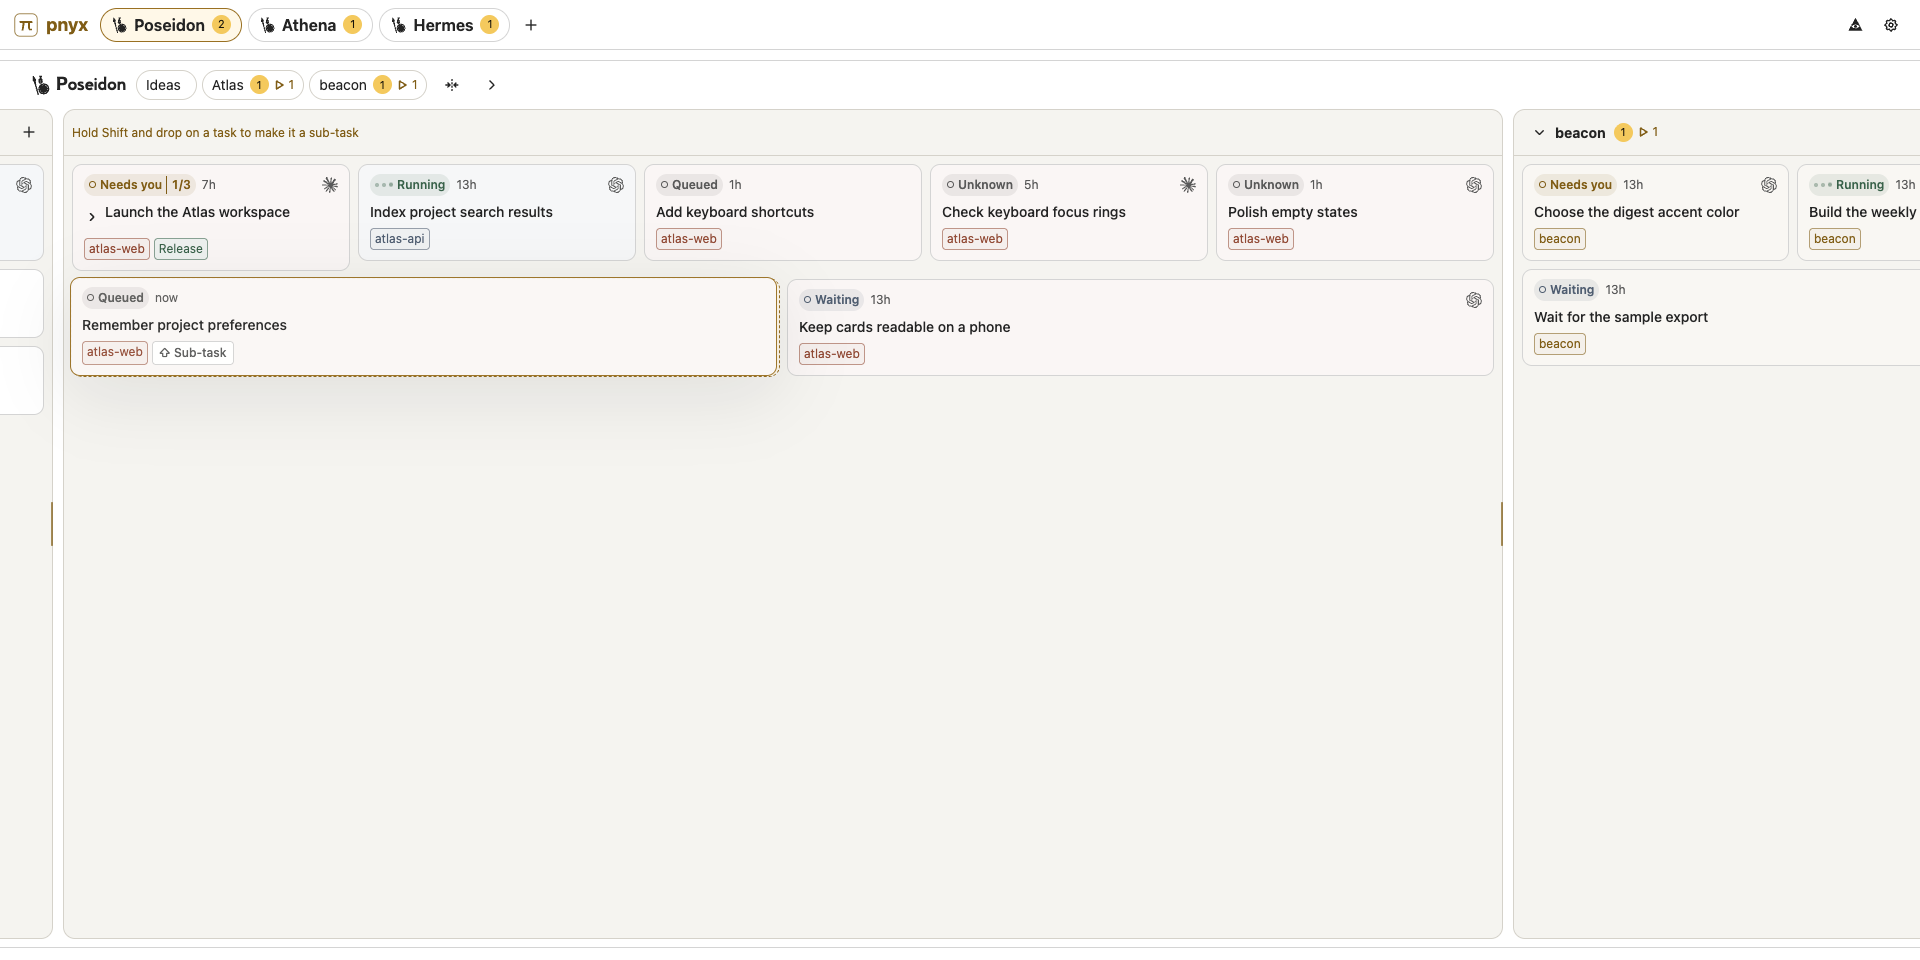 π pnyx Poseidon 2 Athena 1 Hermes 1 +
Poseidon Ideas Atlas 1 1 beacon 1 1
Hold Shift and drop on a task to make it a sub-task
beacon 1 1
Needs you 1/3 7h
Launch the Atlas workspace
atlas-web Release
Running 13h
Index project search results
atlas-api
Queued 1h
Add keyboard shortcuts
atlas-web
Unknown 5h
Check keyboard focus rings
atlas-web
Unknown 1h
Polish empty states
atlas-web
Queued now
Remember project preferences
atlas-web Sub-task
Waiting 13h
Keep cards readable on a phone
atlas-web
Needs you 13h
Choose the digest accent color
beacon
Running 13h
Build the weekly
beacon
Waiting 13h
Wait for the sample export
beacon